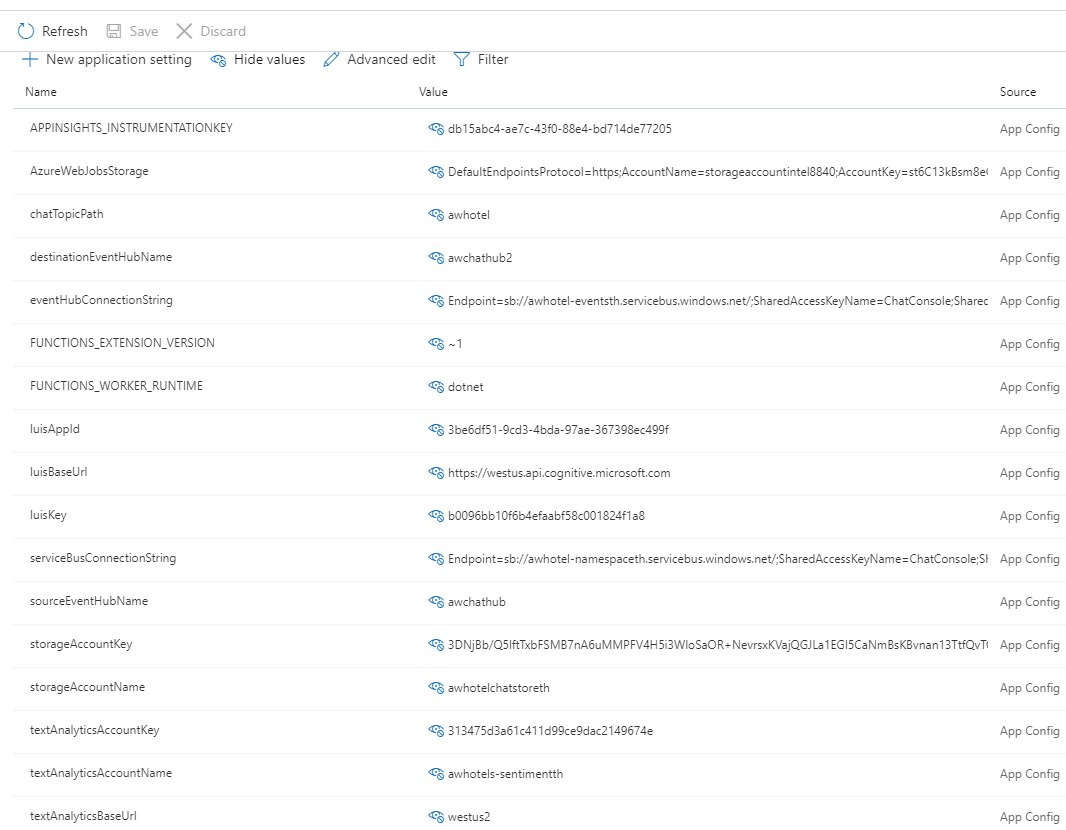 Refresh Save Discard
New application setting Hide values Advanced edit Filter
Name Value Source
APPINSIGHTS_INSTRUMENTATIONKEY db15abc4-ae7c-43f0-88e4-bd714de77205 App Config
AzureWebJobsStorage DefaultEndpointsProtocol=https;AccountName=storageaccountintel8840;AccountKey=st6C13kBsm8e App Config
chatTopicPath awhotel App Config
destinationEventHubName awchathub2 App Config
eventHubConnectionString Endpoint=sb://awhotel-eventsth.servicebus.windows.net/;SharedAccessKeyName=ChatConsole;Sharec App Config
FUNCTIONS_EXTENSION_VERSION ~1 App Config
FUNCTIONS_WORKER_RUNTIME dotnet App Config
luisAppId 3be6df51-9cd3-4bda-97ae-367398ec499f App Config
luisBaseUrl https://westus.api.cognitive.microsoft.com App Config
luisKey b0096bb10f6b4efaabf58c001824f1a8 App Config
serviceBusConnectionString Endpoint=sb://awhotel-namespaceth.servicebus.windows.net/;SharedAccessKeyName=ChatConsole;S App Config
sourceEventHubName awchathub App Config
storageAccountKey 3DNjBb/Q5IftTxbFSMB7nA6uMMPFV4H5i3WIoSaOR+NevrsxKVajQGJLa1EGI5CaNmBsKBvnan13TtfQvT App Config
storageAccountName awhotelchatstoreth App Config
textAnalyticsAccountKey 313475d3a61c411d99ce9dac2149674e App Config
textAnalyticsAccountName awhotels-sentimentth App Config
textAnalyticsBaseUrl westus2 App Config